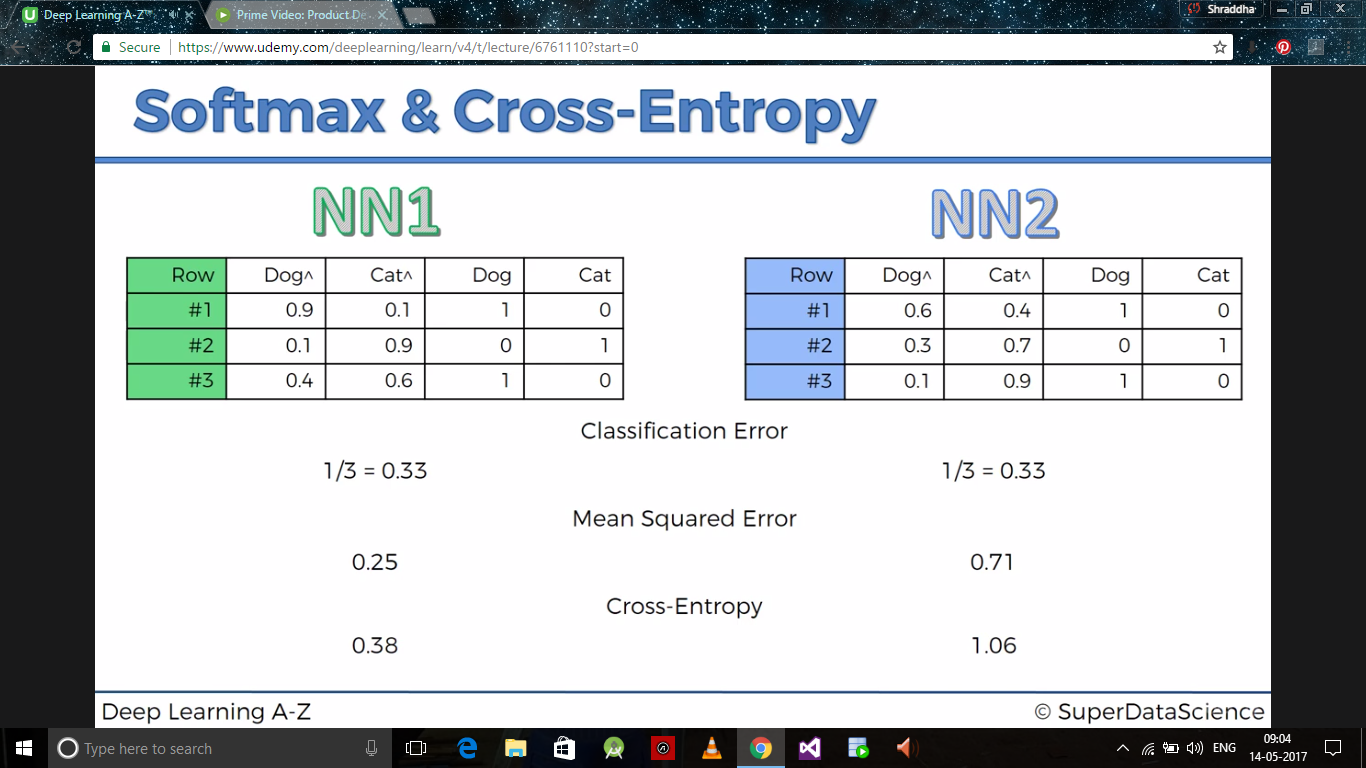 Deep Learning A-Z™
Prime Video: Product De
Shraddha
Secure
https://www.udemy.com/deeplearning/learn/v4/t/lecture/6761110?start=0
Softmax & Cross-Entropy
NN1
NN2
Row Dog^ Cat^ Dog Cat
#1 0.9 0.1 1 0
#2 0.1 0.9 0 1
#3 0.4 0.6 1 0
Row Dog^ Cat^ Dog Cat
#1 0.6 0.4 1 0
#2 0.3 0.7 0 1
#3 0.1 0.9 1 0
Classification Error
1/3 = 0.33
1/3 = 0.33
Mean Squared Error
0.25
0.71
Cross-Entropy
0.38
1.06
Deep Learning A-Z
© SuperDataScience
Type here to search
ENG
09:04
14-05-2017